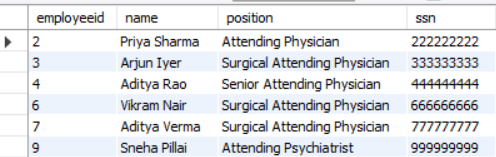 employeeid name position ssn
2 Priya Sharma Attending Physician 222222222
3 Arjun Iyer Surgical Attending Physician 333333333
4 Aditya Rao Senior Attending Physician 444444444
6 Vikram Nair Surgical Attending Physician 666666666
7 Aditya Verma Surgical Attending Physician 777777777
9 Sneha Pillai Attending Psychiatrist 999999999